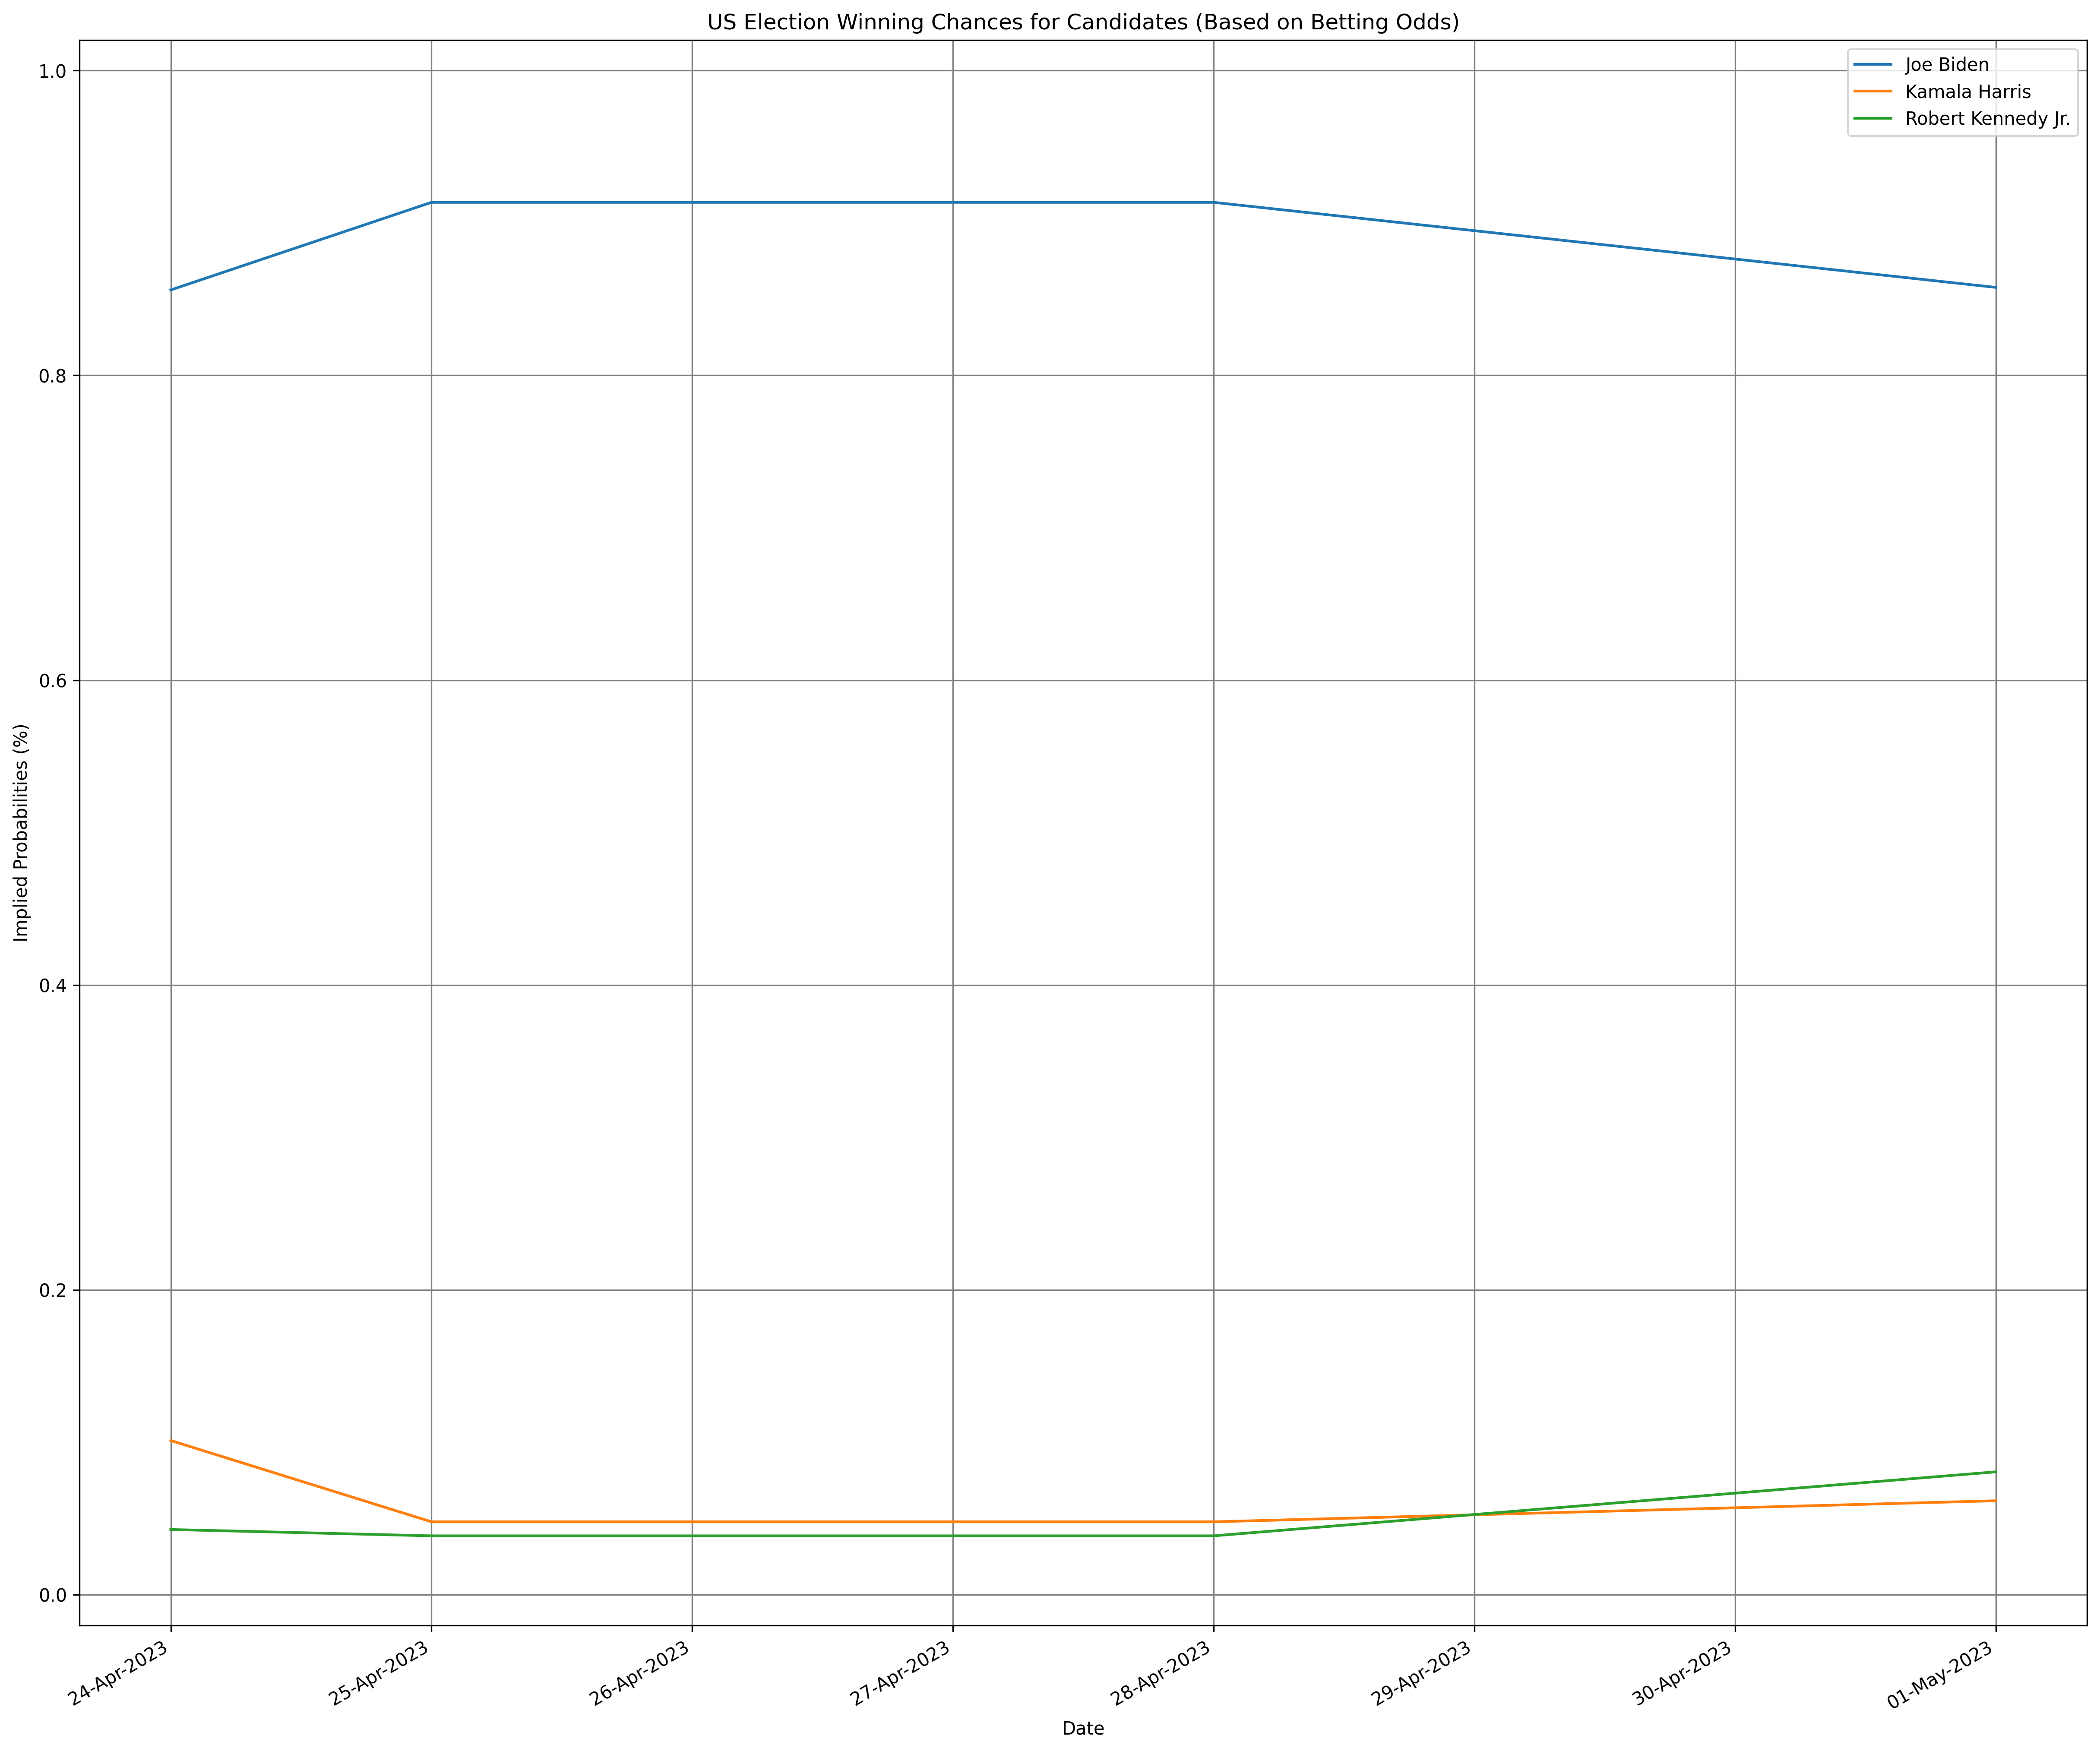 US Election Winning Chances for Candidates (Based on Betting Odds)
Joe Biden
Kamala Harris
Robert Kennedy Jr.
Implied Probabilities (%)
1.0
0.8
0.6
0.4
0.2
0.0
24-Apr-2023
25-Apr-2023
26-Apr-2023
27-Apr-2023
28-Apr-2023
29-Apr-2023
30-Apr-2023
01-May-2023
Date